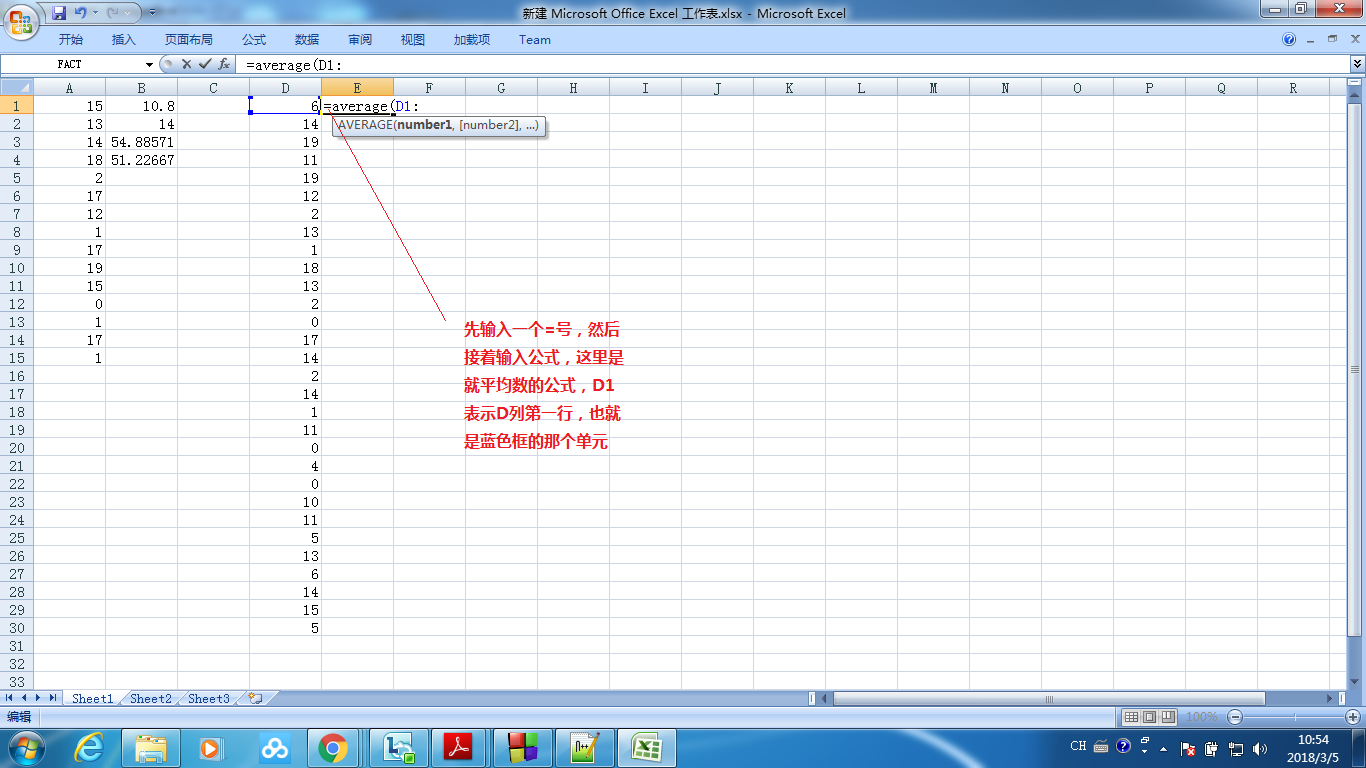 新建 Microsoft Office Excel 工作表.xlsx - Microsoft Excel
开始 插入 页面布局 公式 数据 审阅 视图 加载项 Team
FACT =average(D1:
A B C D E F G H I J K L M N O P Q R
1 15 10.8 6 =average(D1:
AVERAGE(number1, [number2], ...)
2 13 14 14
3 14 54.88571 19
4 18 51.22667 11
5 2 19
6 17 12
7 12 2
8 1 13
9 17 1
10 19 18
11 15 13
12 0 2
13 1 0
14 17 17
15 1 14
16 2
17 14
18 1
19 11
20 0
21 4
22 0
23 10
24 11
25 5
26 13
27 6
28 14
29 15
30 5
31
32
33
先输入一个=号，然后
接着输入公式，这里是
就平均数的公式，D1
表示D列第一行，也就
是蓝色框的那个单元
Sheet1 Sheet2 Sheet3
编辑 100%
CH 10:54
2018/3/5